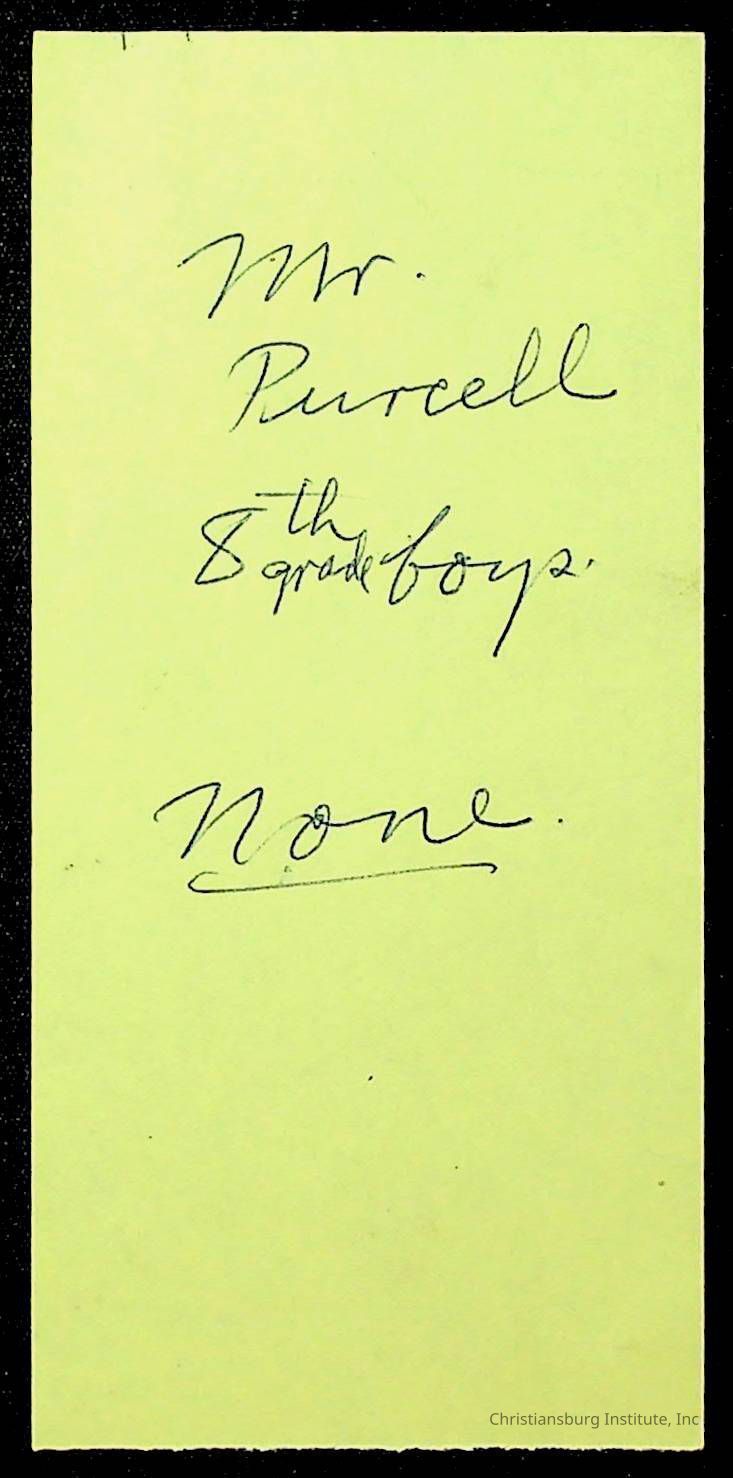 Mr.
Purcell
8th grade boys.
None.
Christiansburg Institute, Inc